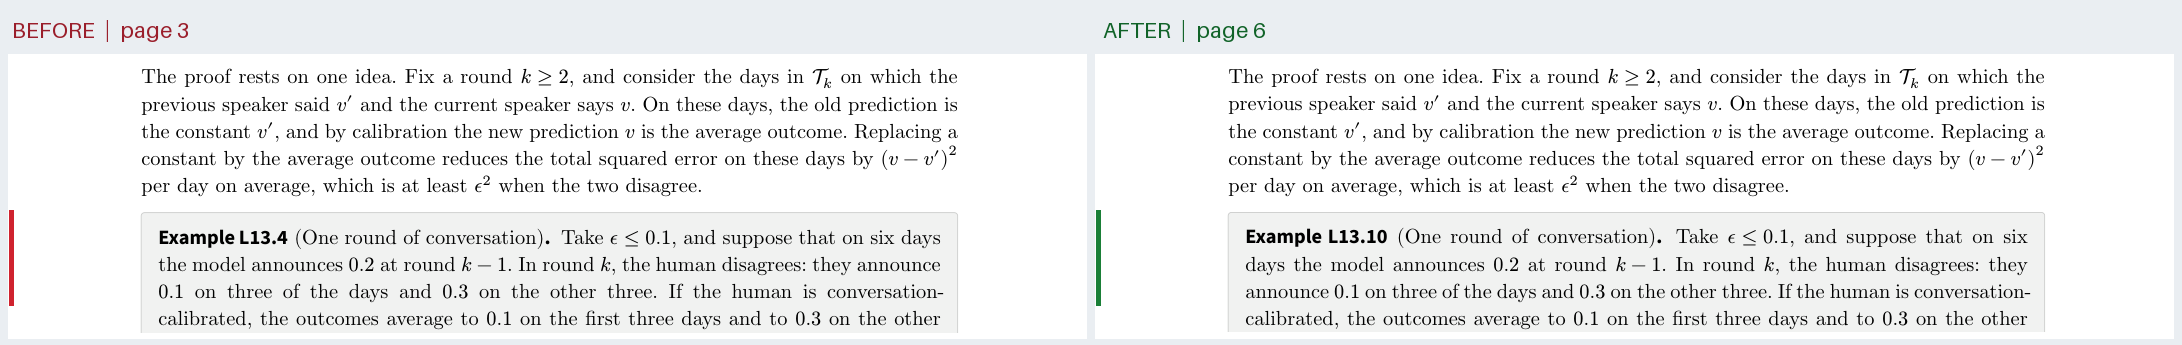 BEFORE | page 3
The proof rests on one idea. Fix a round k ≥ 2, and consider the days in 𝒯ₖ on which the
previous speaker said v′ and the current speaker says v. On these days, the old prediction is
the constant v′, and by calibration the new prediction v is the average outcome. Replacing a
constant by the average outcome reduces the total squared error on these days by (v − v′)²
per day on average, which is at least ϵ² when the two disagree.
Example L13.4 (One round of conversation). Take ϵ ≤ 0.1, and suppose that on six days
the model announces 0.2 at round k − 1. In round k, the human disagrees: they announce
0.1 on three of the days and 0.3 on the other three. If the human is conversation-
calibrated, the outcomes average to 0.1 on the first three days and to 0.3 on the other
AFTER | page 6
The proof rests on one idea. Fix a round k ≥ 2, and consider the days in 𝒯ₖ on which the
previous speaker said v′ and the current speaker says v. On these days, the old prediction is
the constant v′, and by calibration the new prediction v is the average outcome. Replacing a
constant by the average outcome reduces the total squared error on these days by (v − v′)²
per day on average, which is at least ϵ² when the two disagree.
Example L13.10 (One round of conversation). Take ϵ ≤ 0.1, and suppose that on six
days the model announces 0.2 at round k − 1. In round k, the human disagrees: they
announce 0.1 on three of the days and 0.3 on the other three. If the human is conversation-
calibrated, the outcomes average to 0.1 on the first three days and to 0.3 on the other